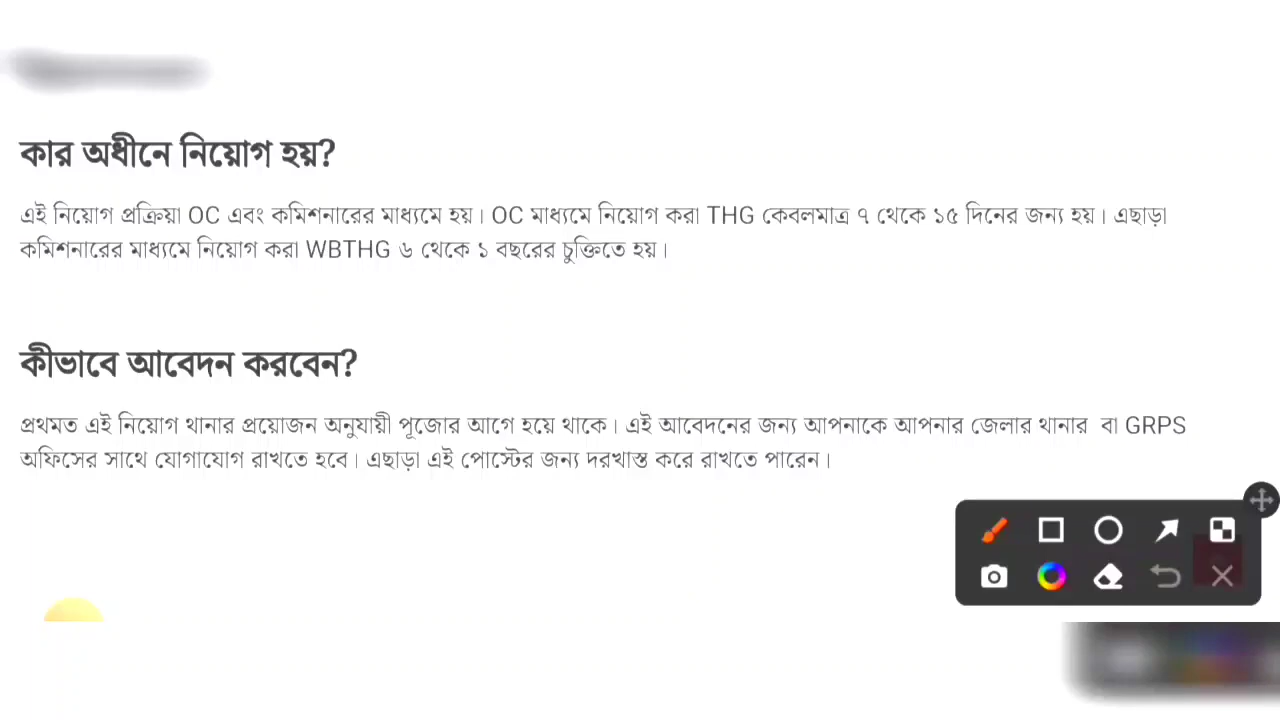 কার অধীনে নিয়োগ হয়?
এই নিয়োগ প্রক্রিয়া OC এবং কমিশনারের মাধ্যমে হয়। OC মাধ্যমে নিয়োগ করা THG কেবলমাত্র ৭ থেকে ১৫ দিনের জন্য হয়। এছাড়া
কমিশনারের মাধ্যমে নিয়োগ করা WBTHG ৬ থেকে ১ বছরের চুক্তিতে হয়।
কীভাবে আবেদন করবেন?
প্রথমত এই নিয়োগ থানার প্রয়োজন অনুযায়ী পূজোর আগে হয়ে থাকে। এই আবেদনের জন্য আপনাকে আপনার জেলার থানার বা GRPS
অফিসের সাথে যোগাযোগ রাখতে হবে। এছাড়া এই পোস্টের জন্য দরখাস্ত করে রাখতে পারেন।